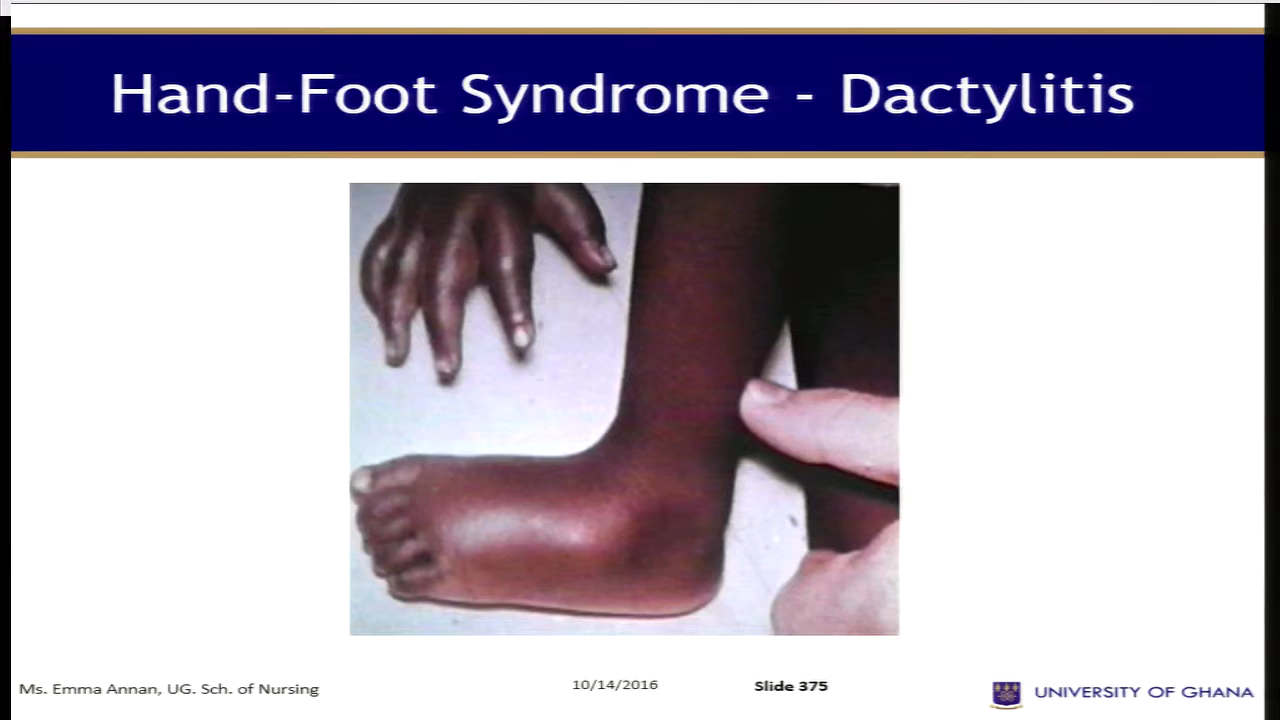 Hand-Foot Syndrome - Dactylitis
Ms. Emma Annan, UG. Sch. of Nursing
10/14/2016
Slide 375
UNIVERSITY OF GHANA